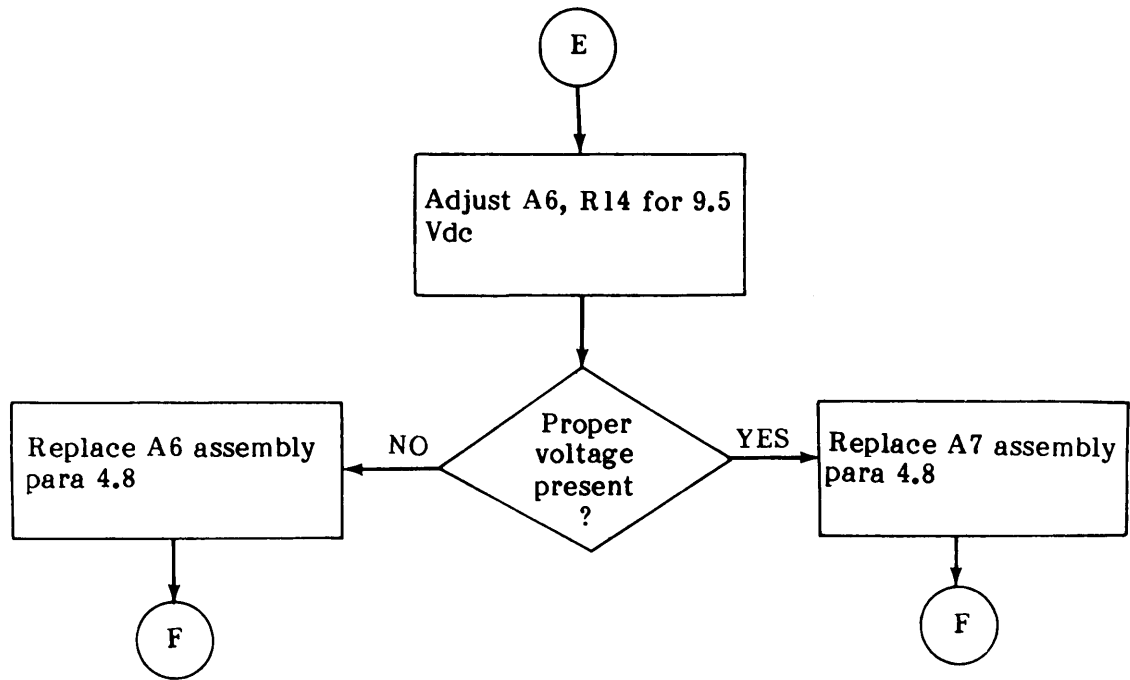 E
Adjust A6, R14 for 9.5
Vdc
Proper
voltage
present
?
NO
YES
Replace A6 assembly
para 4.8
Replace A7 assembly
para 4.8
F
F